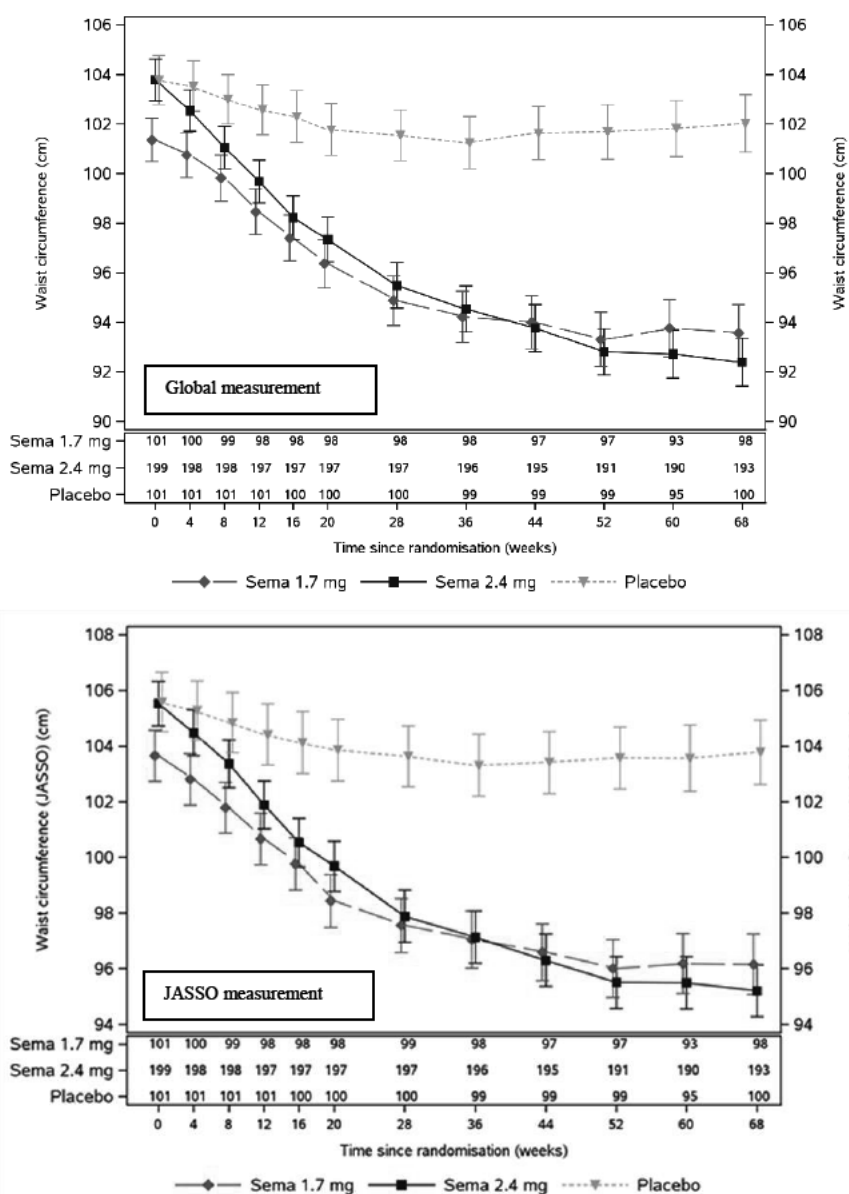 106 106
104 104
102 102
100 100
98 98
96 96
94 94
92 92
90 90
Waist circumference (cm)
Waist circumference (cm)
Global measurement
Sema 1.7 mg 101 100 99 98 98 98 98 98 97 97 93 98
Sema 2.4 mg 199 198 198 197 197 197 197 196 195 191 190 193
Placebo 101 101 101 101 100 100 100 99 99 99 95 100
0 4 8 12 16 20 28 36 44 52 60 68
Time since randomisation (weeks)
Sema 1.7 mg Sema 2.4 mg Placebo
108 108
106 106
104 104
102 102
100 100
98 98
96 96
94 94
Waist circumference (JASSO) (cm)
JASSO measurement
Sema 1.7 mg 101 100 99 98 98 98 99 98 97 97 93 98
Sema 2.4 mg 199 198 198 197 197 197 197 196 195 191 190 193
Placebo 101 101 101 101 100 100 100 99 99 99 95 100
0 4 8 12 16 20 28 36 44 52 60 68
Time since randomisation (weeks)
Sema 1.7 mg Sema 2.4 mg Placebo